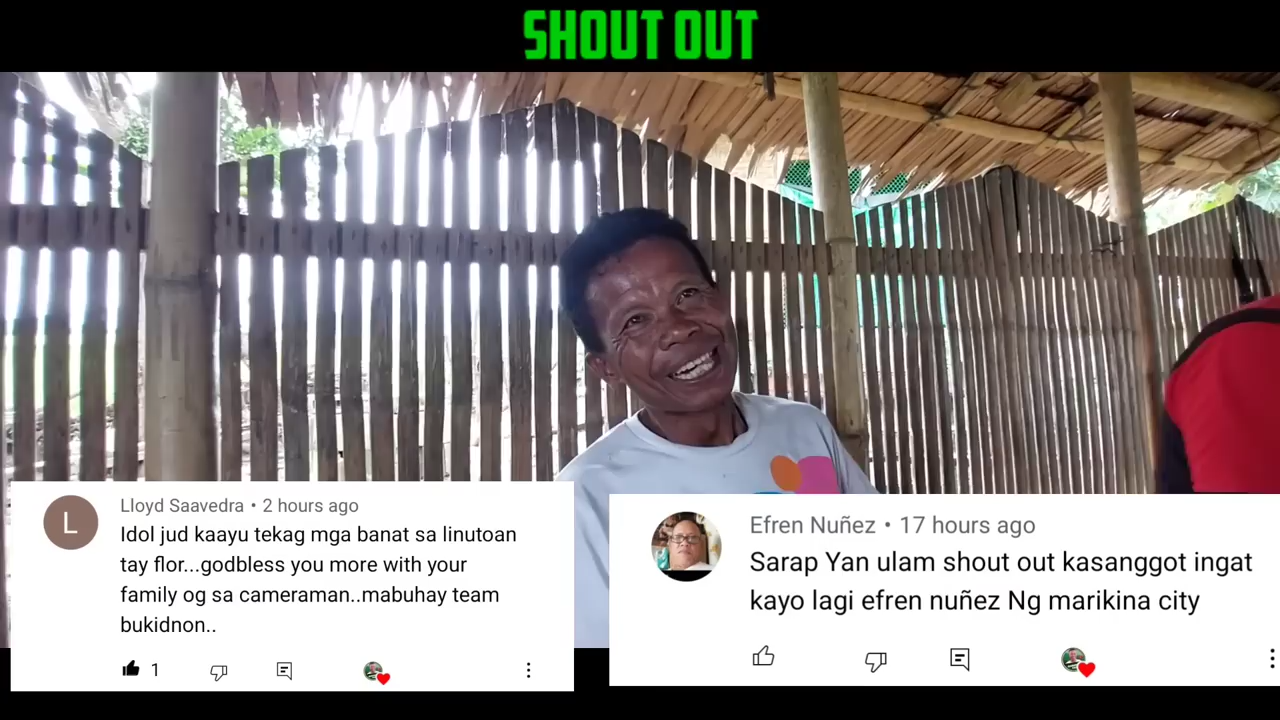 SHOUT OUT
Lloyd Saavedra • 2 hours ago
Idol jud kaayu tekag mga banat sa linutoan
tay flor...godbless you more with your
family og sa cameraman..mabuhay team
bukidnon..
1
L
Efren Nuñez • 17 hours ago
Sarap Yan ulam shout out kasanggot ingat
kayo lagi efren nuñez Ng marikina city